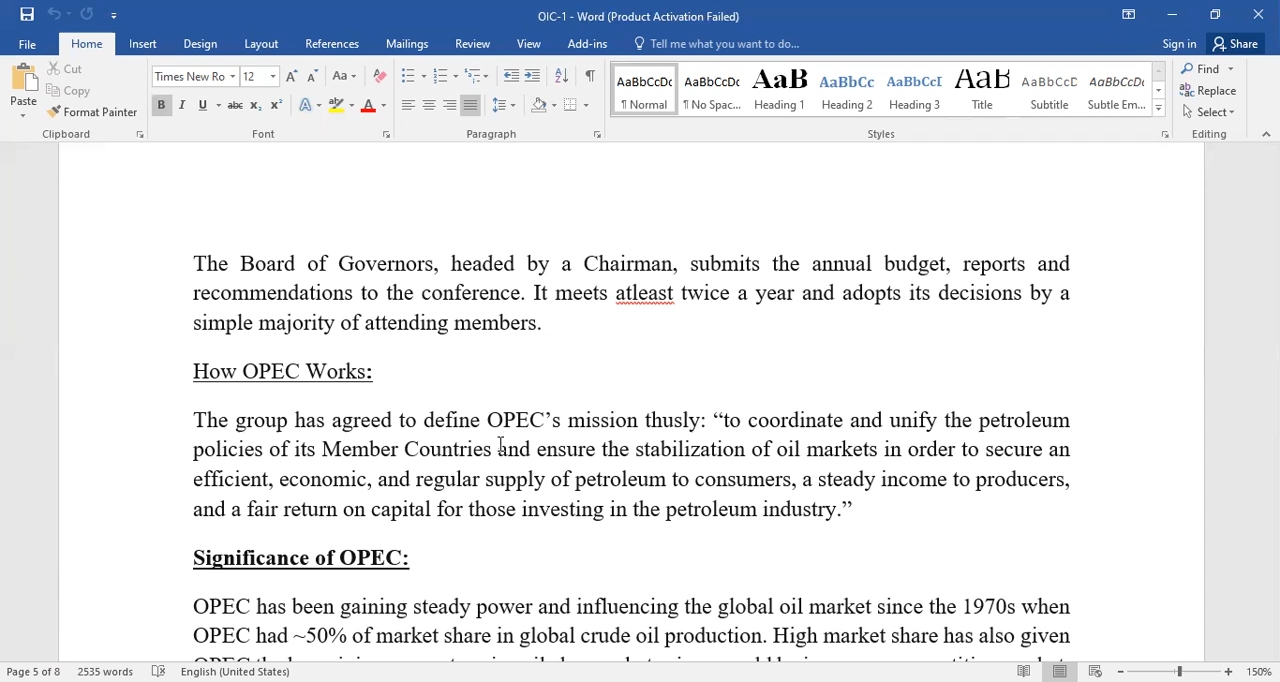 OIC-1 - Word (Product Activation Failed)
File Home Insert Design Layout References Mailings Review View Add-ins Tell me what you want to do... Sign in Share
Paste Cut Copy Format Painter
Times New Ro 12
AaBbCcDc AaBbCcDc AaB AaBbCc AaBbCcD AaB AaBbCcD AaBbCcDc
¶ Normal ¶ No Spac... Heading 1 Heading 2 Heading 3 Title Subtitle Subtle Em...
Find Replace Select
Clipboard Font Paragraph Styles Editing
The Board of Governors, headed by a Chairman, submits the annual budget, reports and
recommendations to the conference. It meets atleast twice a year and adopts its decisions by a
simple majority of attending members.
How OPEC Works:
The group has agreed to define OPEC’s mission thusly: “to coordinate and unify the petroleum
policies of its Member Countries and ensure the stabilization of oil markets in order to secure an
efficient, economic, and regular supply of petroleum to consumers, a steady income to producers,
and a fair return on capital for those investing in the petroleum industry.”
Significance of OPEC:
OPEC has been gaining steady power and influencing the global oil market since the 1970s when
OPEC had ~50% of market share in global crude oil production. High market share has also given
Page 5 of 8 2535 words English (United States) 150%